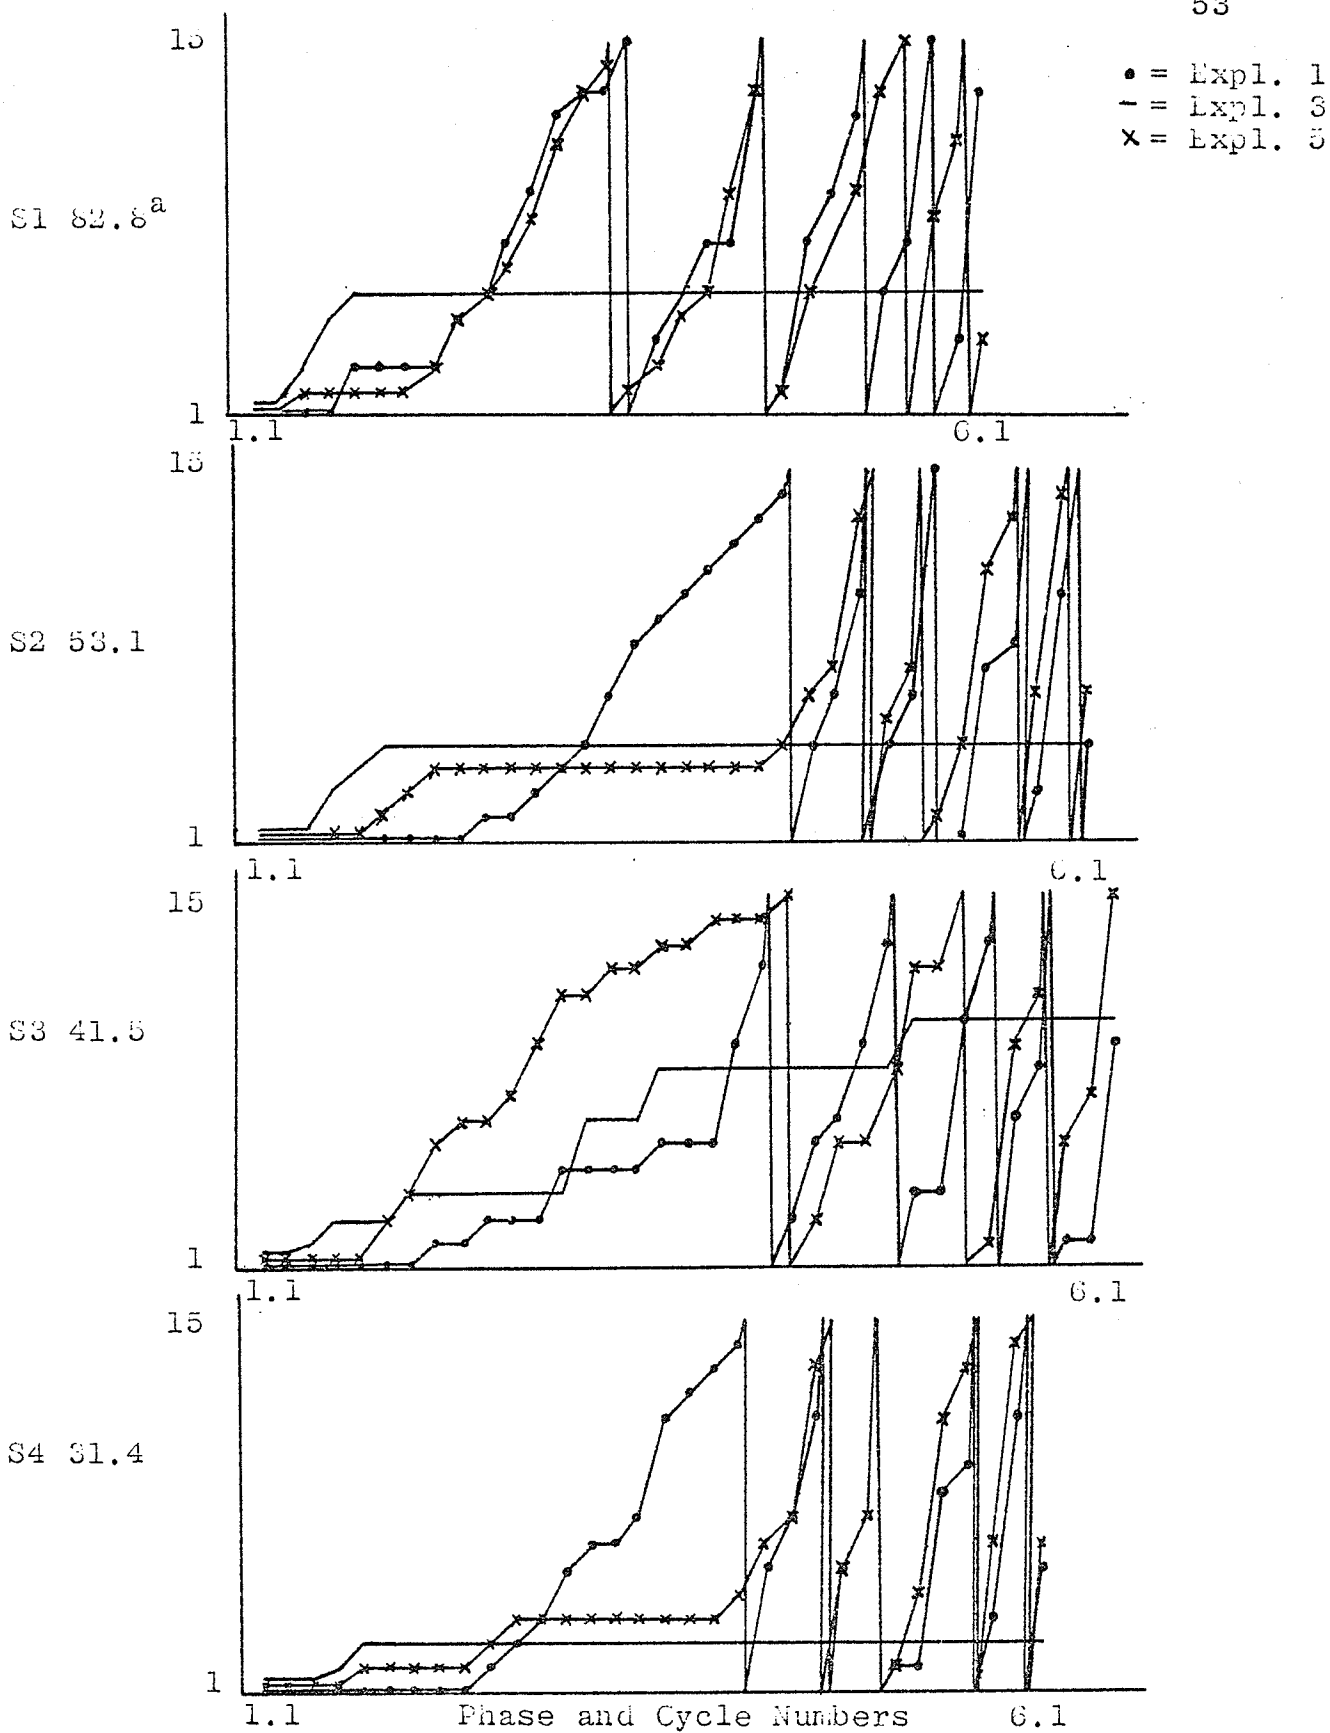 53
15
• = Expl. 1
— = Expl. 3
X = Expl. 5
S1 82.8a
1
1.1 6.1
15
S2 53.1
1
1.1 6.1
15
S3 41.5
1
1.1 6.1
15
S4 31.4
1
1.1 Phase and Cycle Numbers 6.1